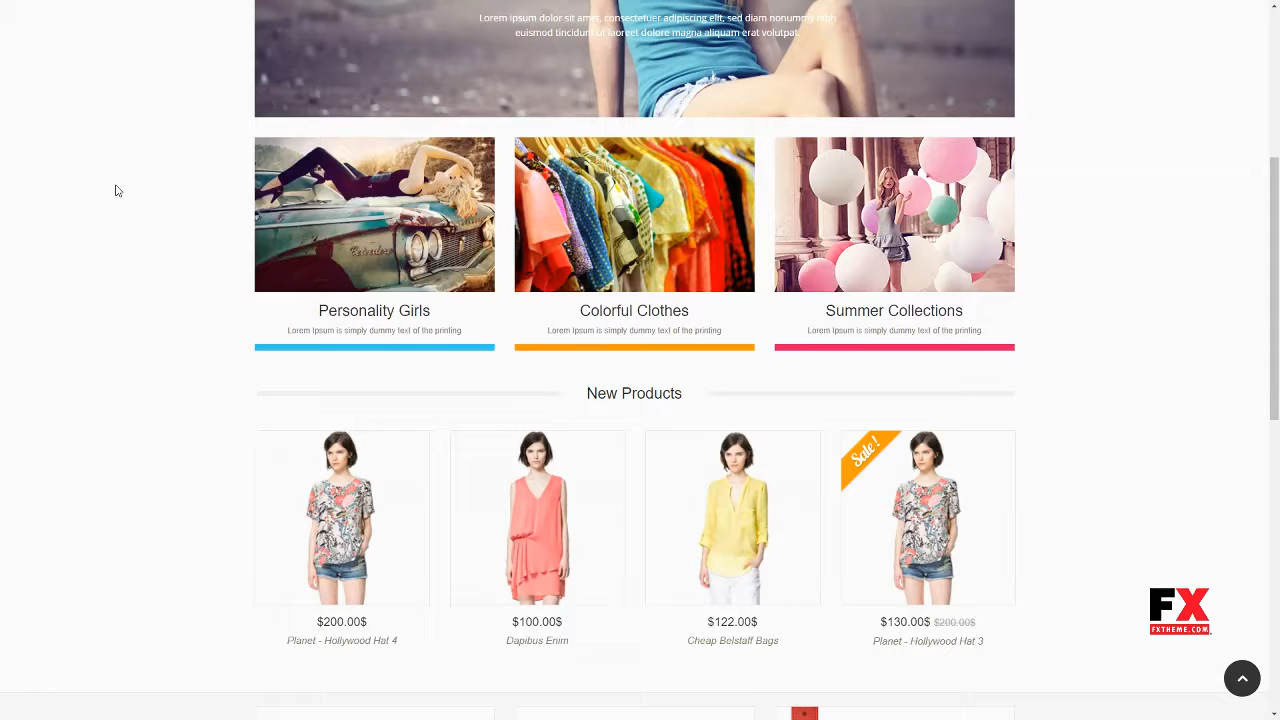 Lorem ipsum dolor sit amet, consectetuer adipiscing elit, sed diam nonummy nibh
euismod tincidunt ut laoreet dolore magna aliquam erat volutpat.
Belvedere
Personality Girls
Colorful Clothes
Summer Collections
Lorem Ipsum is simply dummy text of the printing
Lorem Ipsum is simply dummy text of the printing
Lorem Ipsum is simply dummy text of the printing
New Products
Sale!
$200.00$
$100.00$
$122.00$
$130.00$ $200.00$
Planet - Hollywood Hat 4
Dapibus Enim
Cheap Belstaff Bags
Planet - Hollywood Hat 3
FX
FXTHEME.COM